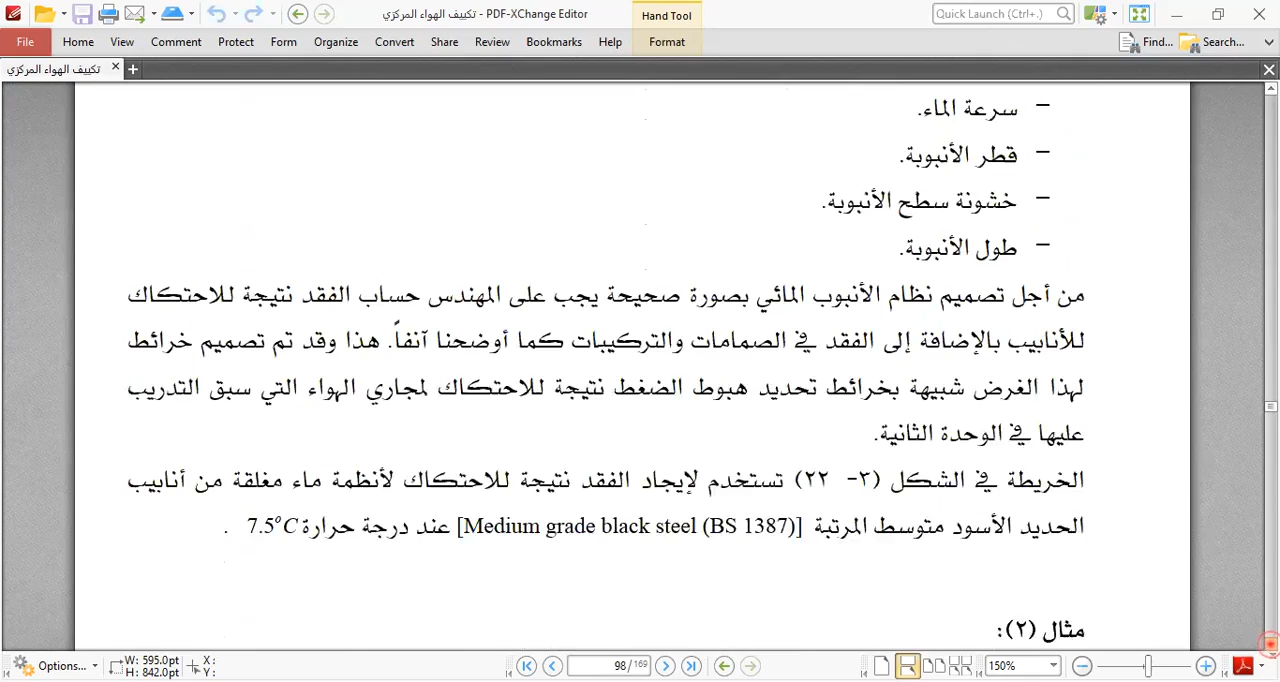 تكييف الهواء المركزي - PDF-XChange Editor
Hand Tool
Quick Launch (Ctrl+.)
File Home View Comment Protect Form Organize Convert Share Review Bookmarks Help Format Find... Search...
تكييف الهواء المركزي
– سرعة الماء.
– قطر الأنبوبة.
– خشونة سطح الأنبوبة.
– طول الأنبوبة.
من أجل تصميم نظام الأنبوب المائي بصورة صحيحة يجب على المهندس حساب الفقد نتيجة للاحتكاك
للأنابيب بالإضافة إلى الفقد في الصمامات والتركيبات كما أوضحنا آنفاً. هذا وقد تم تصميم خرائط
لهذا الغرض شبيهة بخرائط تحديد هبوط الضغط نتيجة للاحتكاك لمجاري الهواء التي سبق التدريب
عليها في الوحدة الثانية.
الخريطة في الشكل (٣- ٢٢) تستخدم لإيجاد الفقد نتيجة للاحتكاك لأنظمة ماء مغلقة من أنابيب
الحديد الأسود متوسط المرتبة [Medium grade black steel (BS 1387)] عند درجة حرارة 7.5°C .
مثال (٢):
Options... W: 595.0pt X:
H: 842.0pt Y:
98 / 169
150%